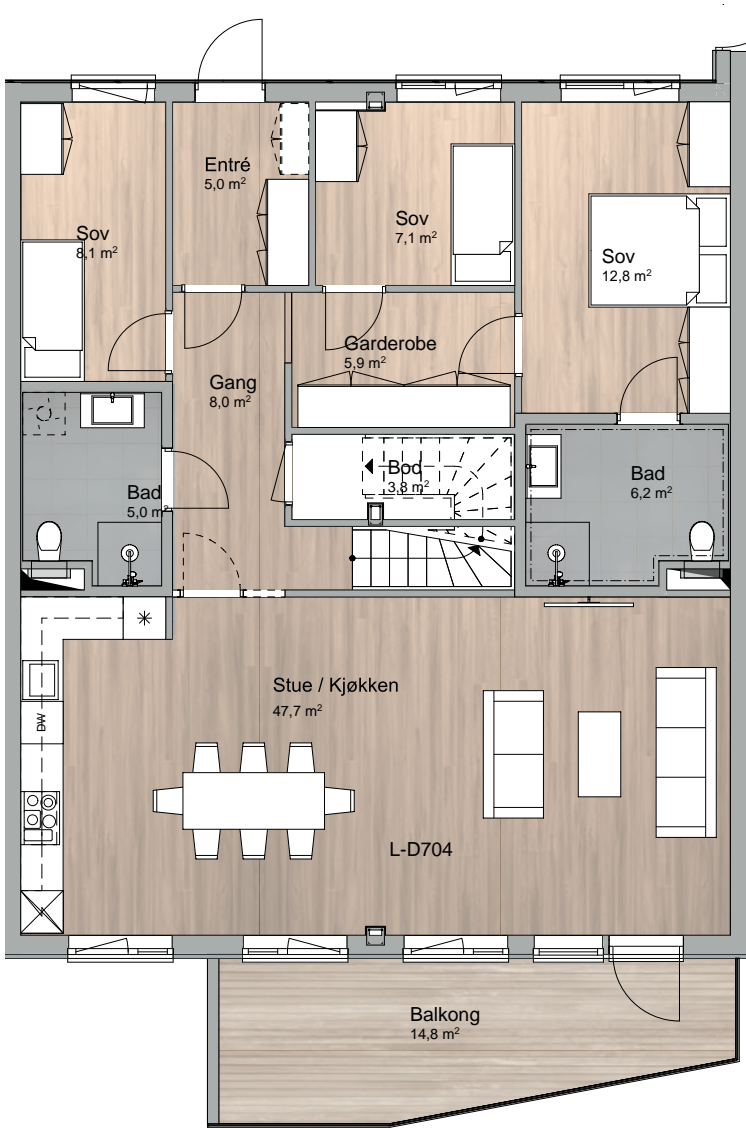 Entré
5,0 m²
Sov
7,1 m²
Sov
8,1 m²
Sov
12,8 m²
Garderobe
5,9 m²
Gang
8,0 m²
Bod
3,8 m²
Bad
6,2 m²
Bad
5,0 m²
Stue / Kjøkken
47,7 m²
DW
L-D704
Balkong
14,8 m²